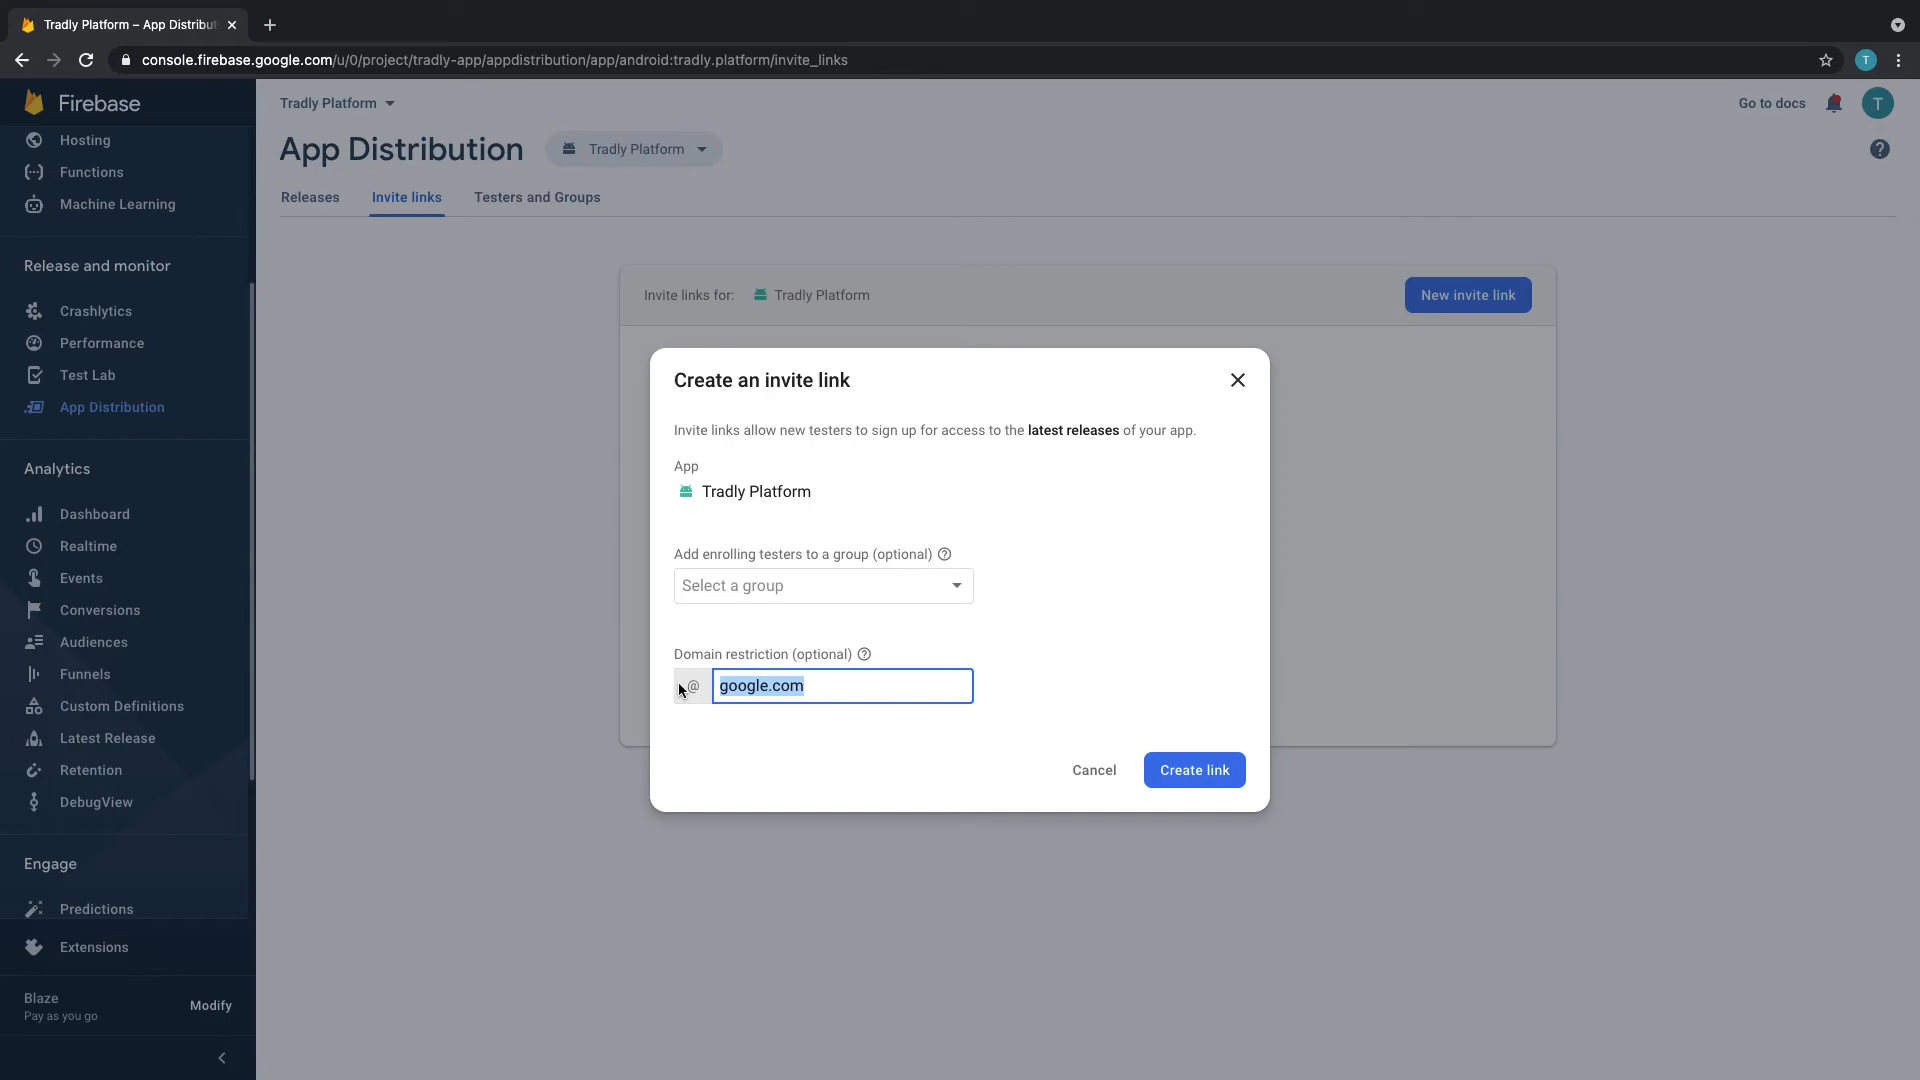 Tradly Platform – App Distribut
console.firebase.google.com/u/0/project/tradly-app/appdistribution/app/android:tradly.platform/invite_links
T
Firebase
Hosting
Functions
Machine Learning
Release and monitor
Crashlytics
Performance
Test Lab
App Distribution
Analytics
Dashboard
Realtime
Events
Conversions
Audiences
Funnels
Custom Definitions
Latest Release
Retention
DebugView
Engage
Predictions
Extensions
Blaze
Pay as you go
Modify
Tradly Platform
Go to docs
T
App Distribution
Tradly Platform
Releases
Invite links
Testers and Groups
Invite links for:
Tradly Platform
New invite link
Create an invite link
Invite links allow new testers to sign up for access to the latest releases of your app.
App
Tradly Platform
Add enrolling testers to a group (optional)
Select a group
Domain restriction (optional)
@
google.com
Cancel
Create link